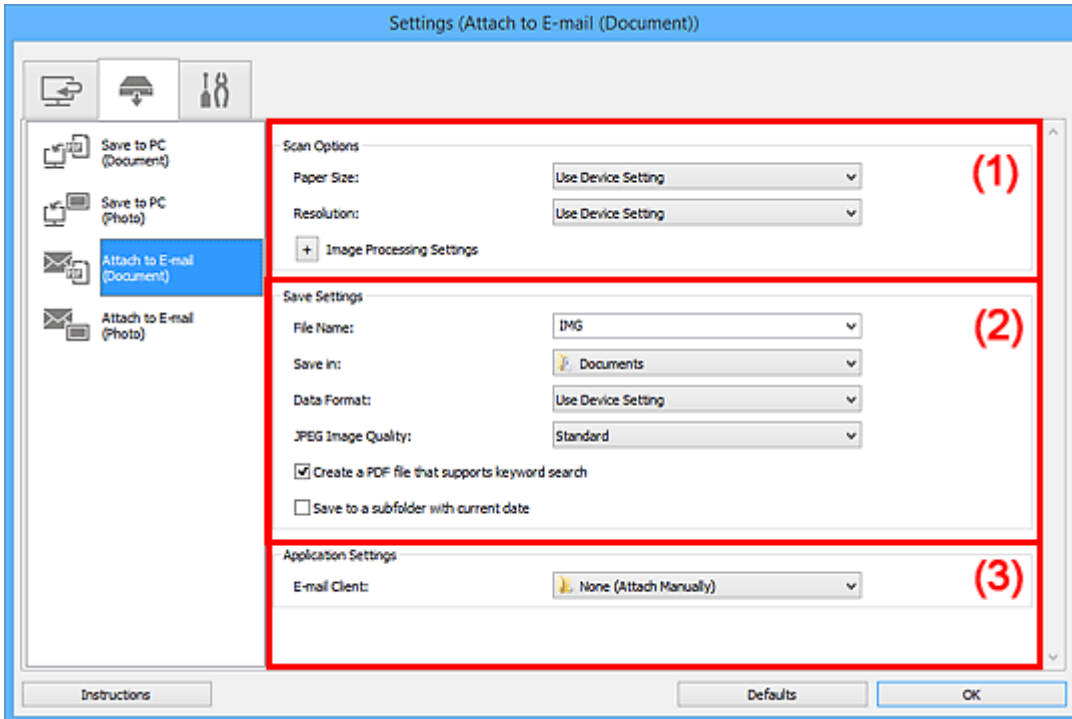 Settings (Attach to E-mail (Document))
Save to PC
(Document)
Save to PC
(Photo)
Attach to E-mail
(Document)
Attach to E-mail
(Photo)
Scan Options
(1)
Paper Size: Use Device Setting
Resolution: Use Device Setting
+ Image Processing Settings
Save Settings
(2)
File Name: IMG
Save in: Documents
Data Format: Use Device Setting
JPEG Image Quality: Standard
Create a PDF file that supports keyword search
Save to a subfolder with current date
Application Settings
(3)
E-mail Client: None (Attach Manually)
Instructions Defaults OK